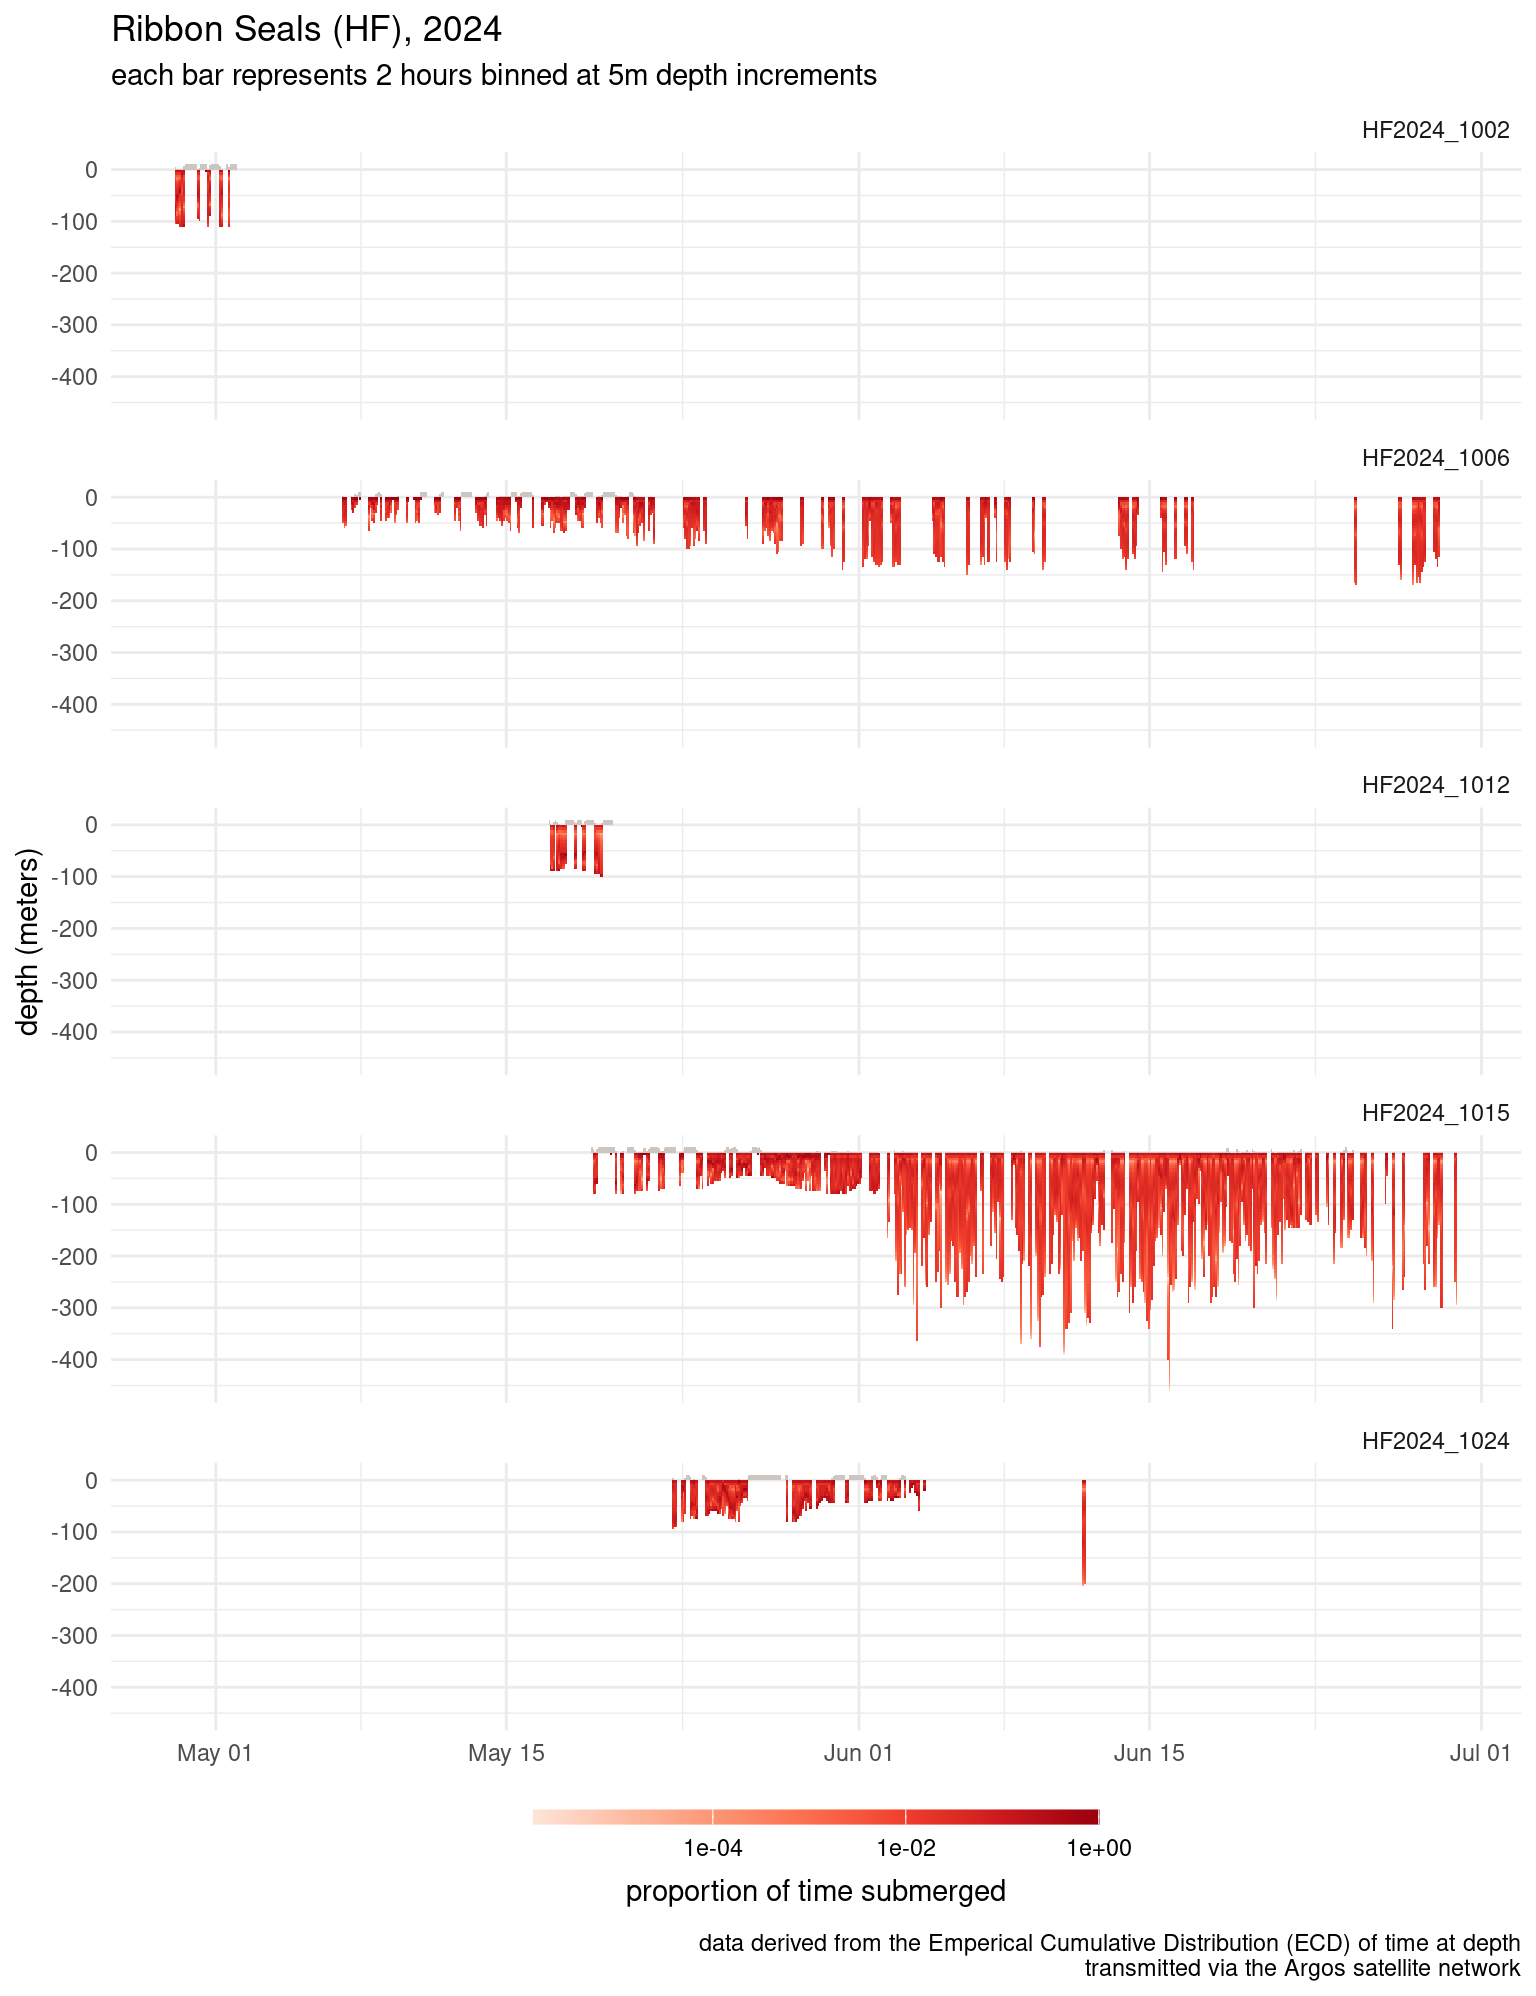 Ribbon Seals (HF), 2024
each bar represents 2 hours binned at 5m depth increments
HF2024_1002
0
-100
-200
-300
-400
HF2024_1006
0
-100
-200
-300
-400
HF2024_1012
0
-100
-200
-300
-400
depth (meters)
HF2024_1015
0
-100
-200
-300
-400
HF2024_1024
0
-100
-200
-300
-400
May 01 May 15 Jun 01 Jun 15 Jul 01
1e-04 1e-02 1e+00
proportion of time submerged
data derived from the Emperical Cumulative Distribution (ECD) of time at depth
transmitted via the Argos satellite network